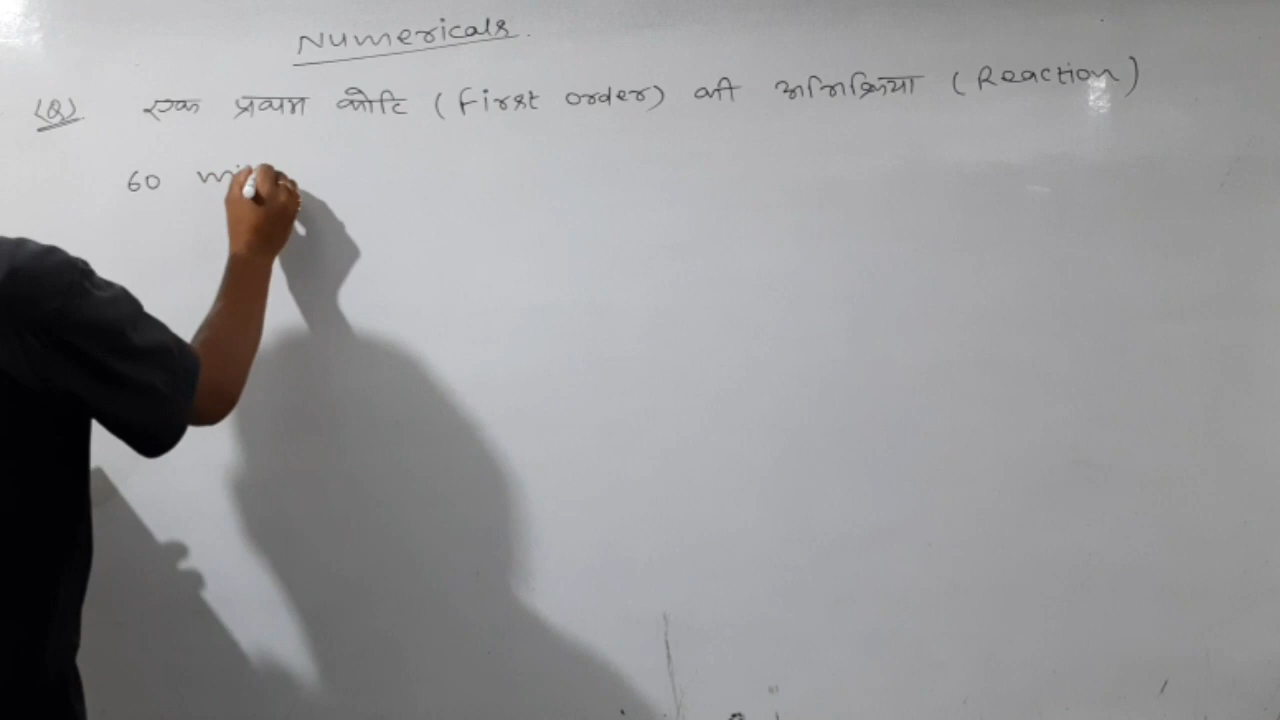 Numericals.
(Q) एक प्रथम कोटि (First order) की अभिक्रिया (Reaction)
60